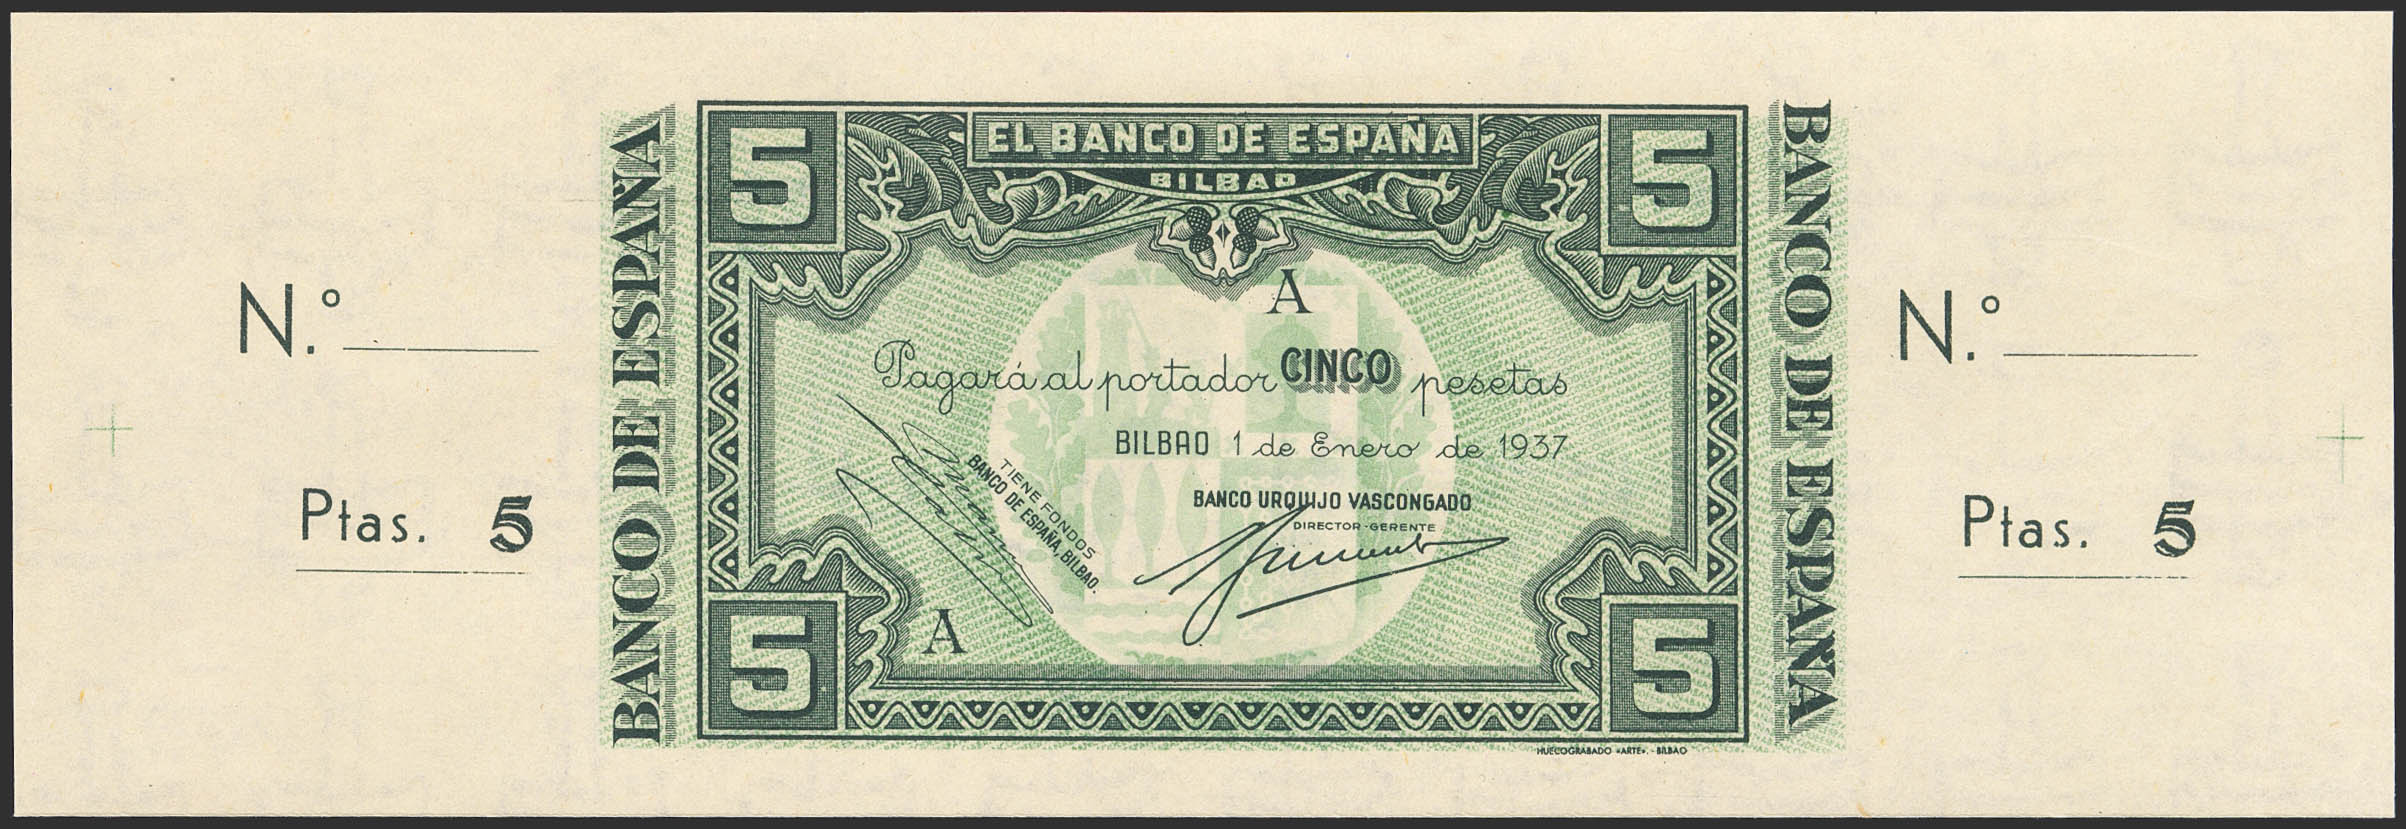 N.º
Ptas. 5
BANCO DE ESPAÑA
5
EL BANCO DE ESPAÑA
5
BILBAO
A
Pagará al portador CINCO pesetas
BILBAO 1 de Enero de 1937
TIENE FONDOS
BANCO DE ESPAÑA, BILBAO.
BANCO URQUIJO VASCONGADO
DIRECTOR-GERENTE
A
5
5
HUECOGRABADO «ARTE». - BILBAO
BANCO DE ESPAÑA
N.º
Ptas. 5